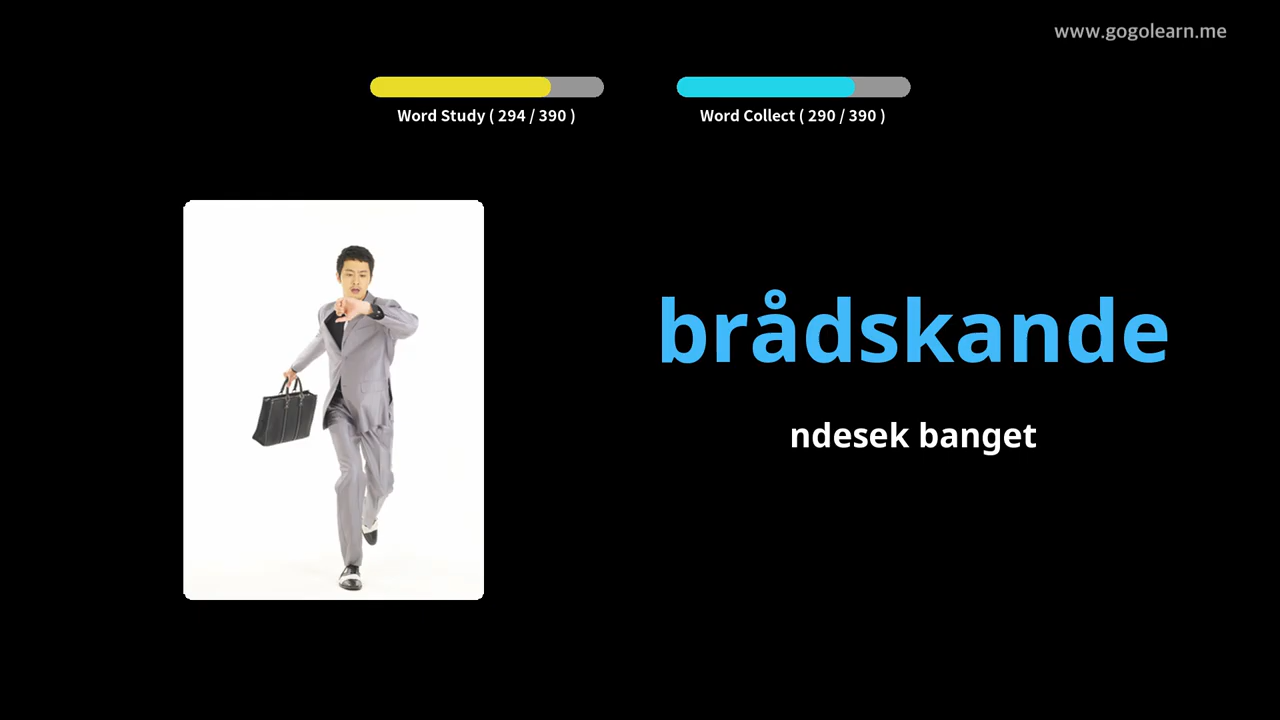 www.gogolearn.me
Word Study ( 294 / 390 )
Word Collect ( 290 / 390 )
brådskande
ndesek banget